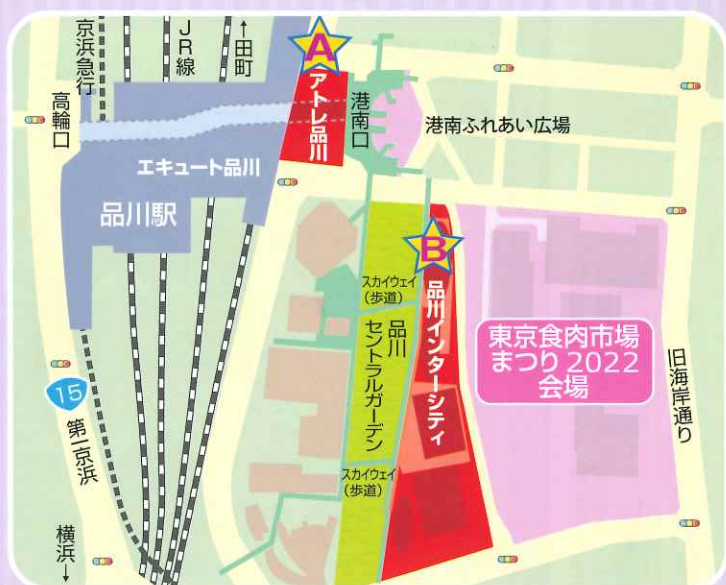 京浜急行
JR線
↑田町
A
アトレ品川
高輪口
港南口
港南ふれあい広場
エキュート品川
品川駅
B
品川インターシティ
スカイウェイ
(歩道)
品川
セントラルガーデン
東京食肉市場
まつり2022
会場
旧海岸通り
15
第一京浜
スカイウェイ
(歩道)
横浜↓